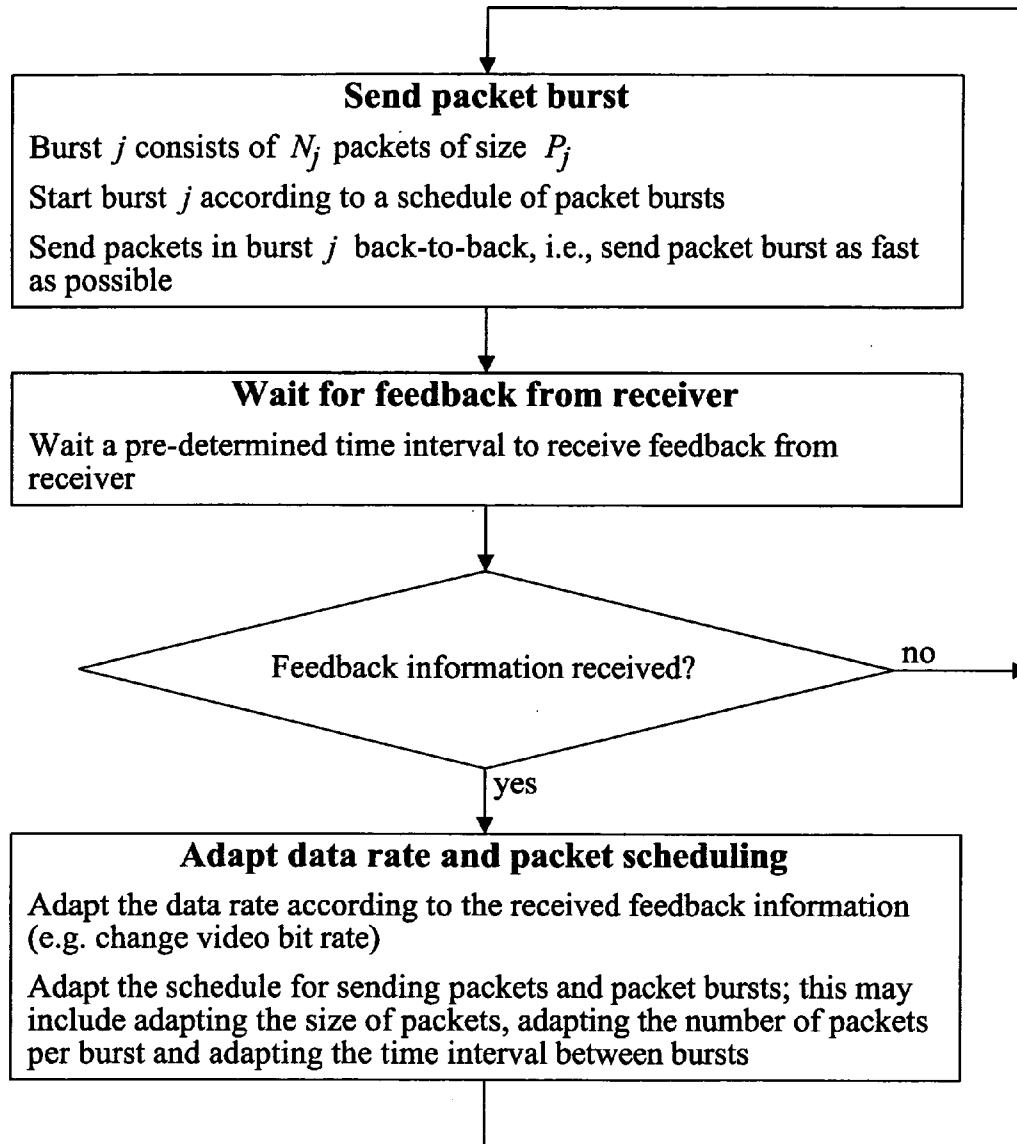 Send packet burst
Burst j consists of N_j packets of size P_j
Start burst j according to a schedule of packet bursts
Send packets in burst j back-to-back, i.e., send packet burst as fast
as possible
Wait for feedback from receiver
Wait a pre-determined time interval to receive feedback from
receiver
Feedback information received?
no
yes
Adapt data rate and packet scheduling
Adapt the data rate according to the received feedback information
(e.g. change video bit rate)
Adapt the schedule for sending packets and packet bursts; this may
include adapting the size of packets, adapting the number of packets
per burst and adapting the time interval between bursts